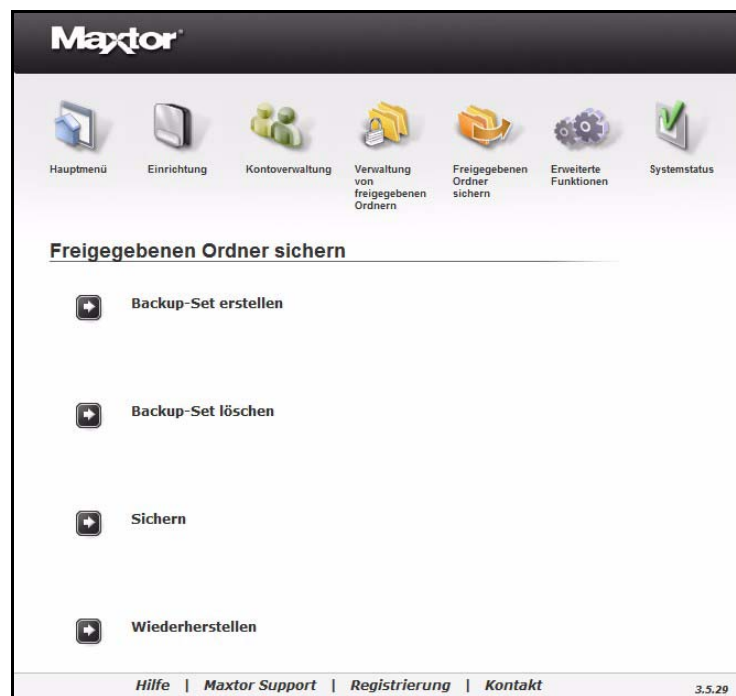 Maxtor
Hauptmenü
Einrichtung
Kontoverwaltung
Verwaltung
von
freigegebenen
Ordnern
Freigegebenen
Ordner
sichern
Erweiterte
Funktionen
Systemstatus
Freigegebenen Ordner sichern
Backup-Set erstellen
Backup-Set löschen
Sichern
Wiederherstellen
Hilfe | Maxtor Support | Registrierung | Kontakt
3.5.29